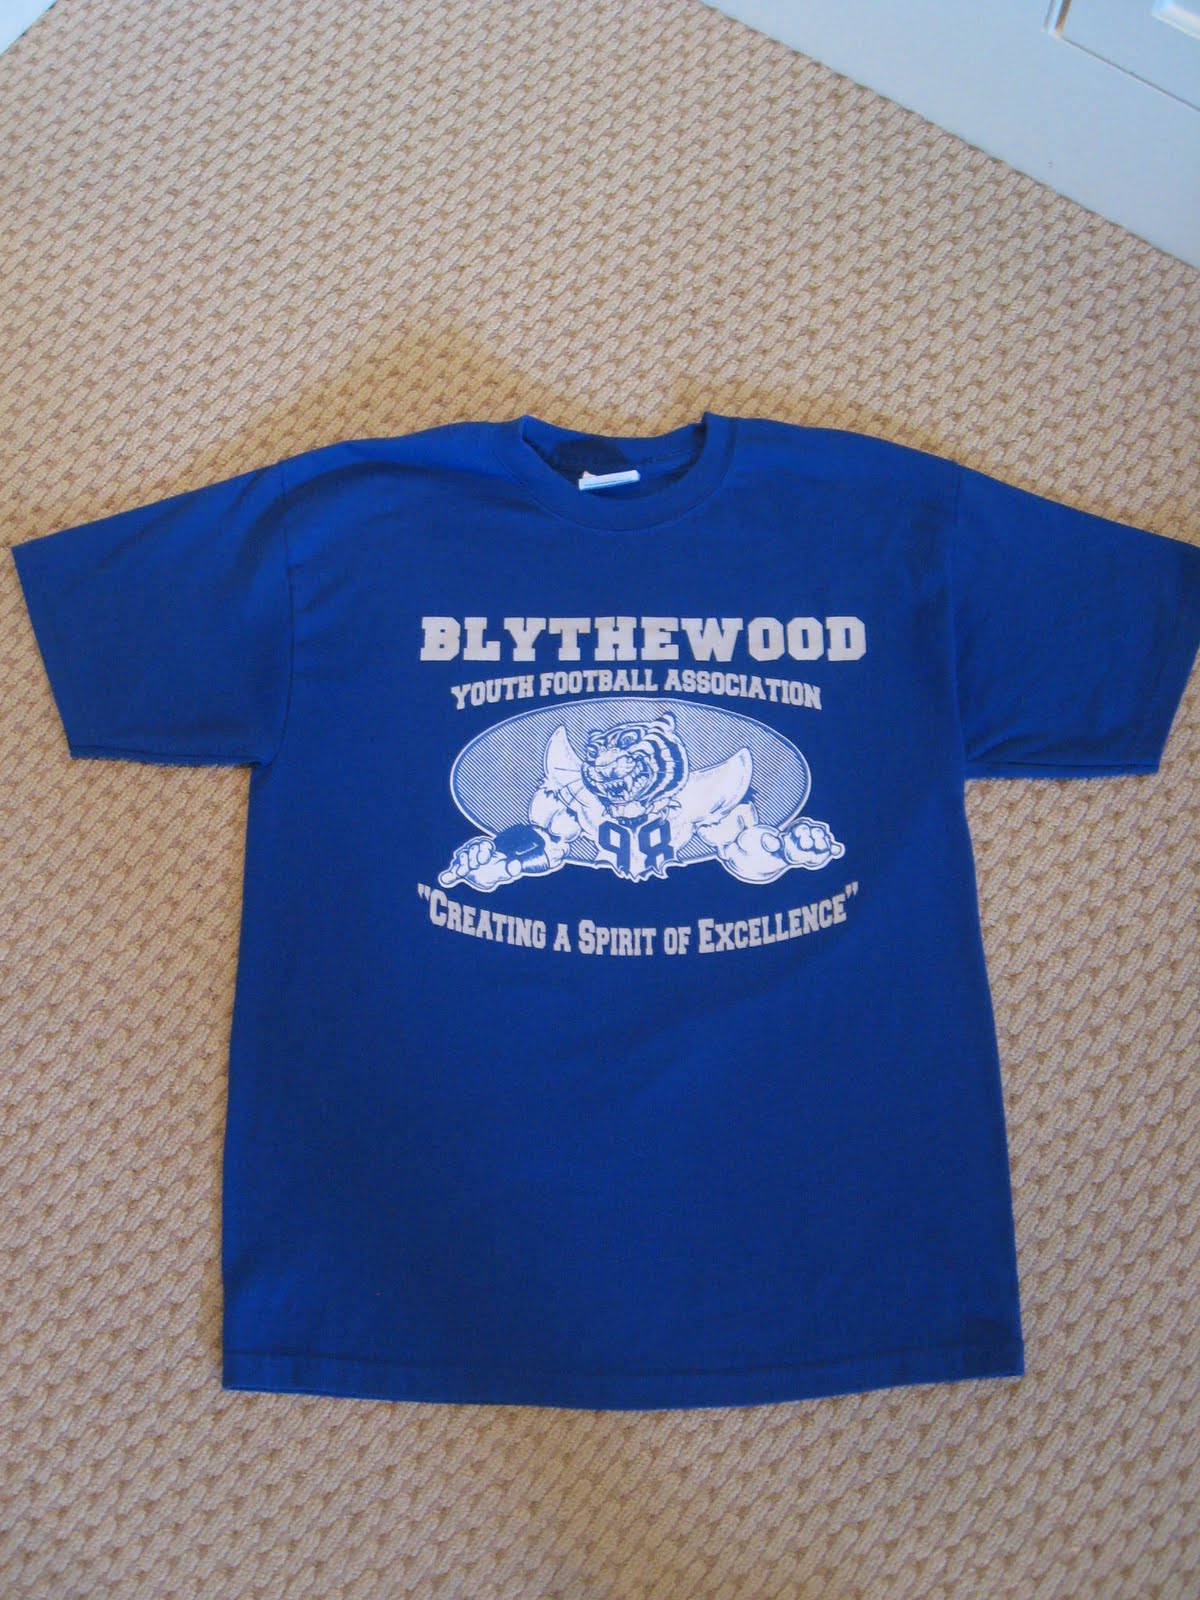 BLYTHEWOOD
YOUTH FOOTBALL ASSOCIATION
98
"CREATING A SPIRIT OF EXCELLENCE"